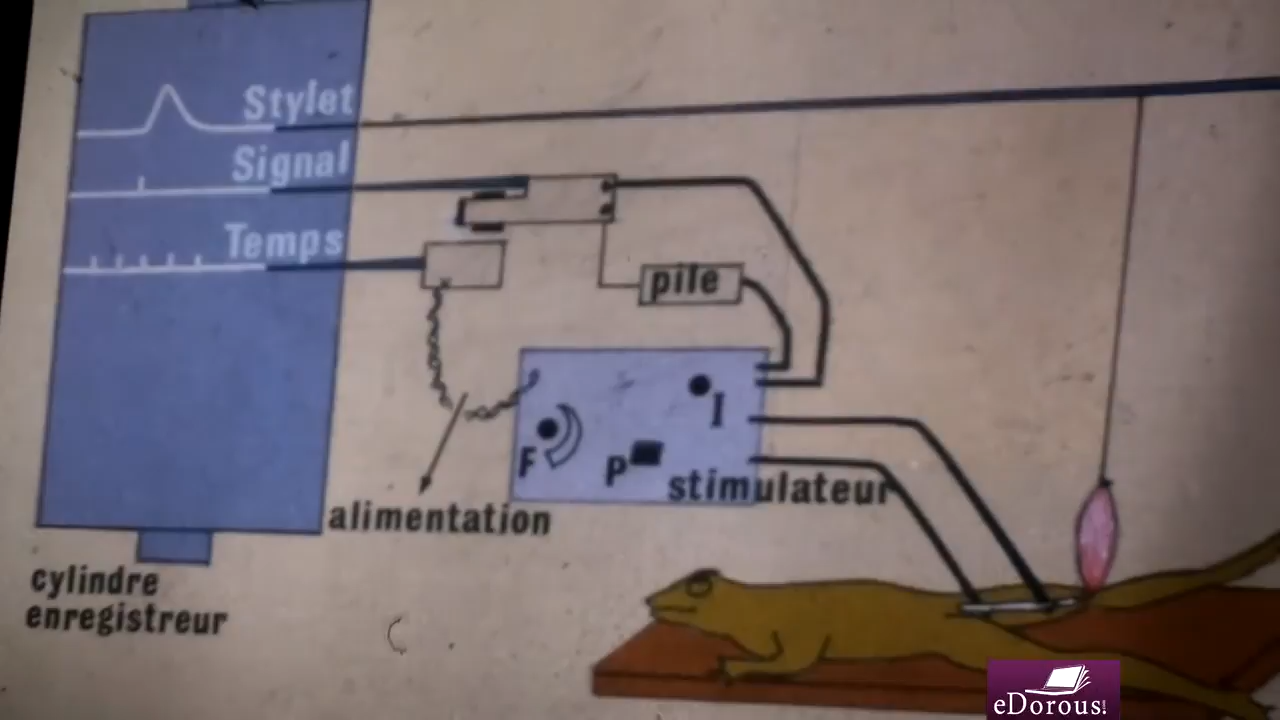 Stylet
Signal
Temps
pile
I
F
P
stimulateur
alimentation
cylindre
enregistreur
eDorous!